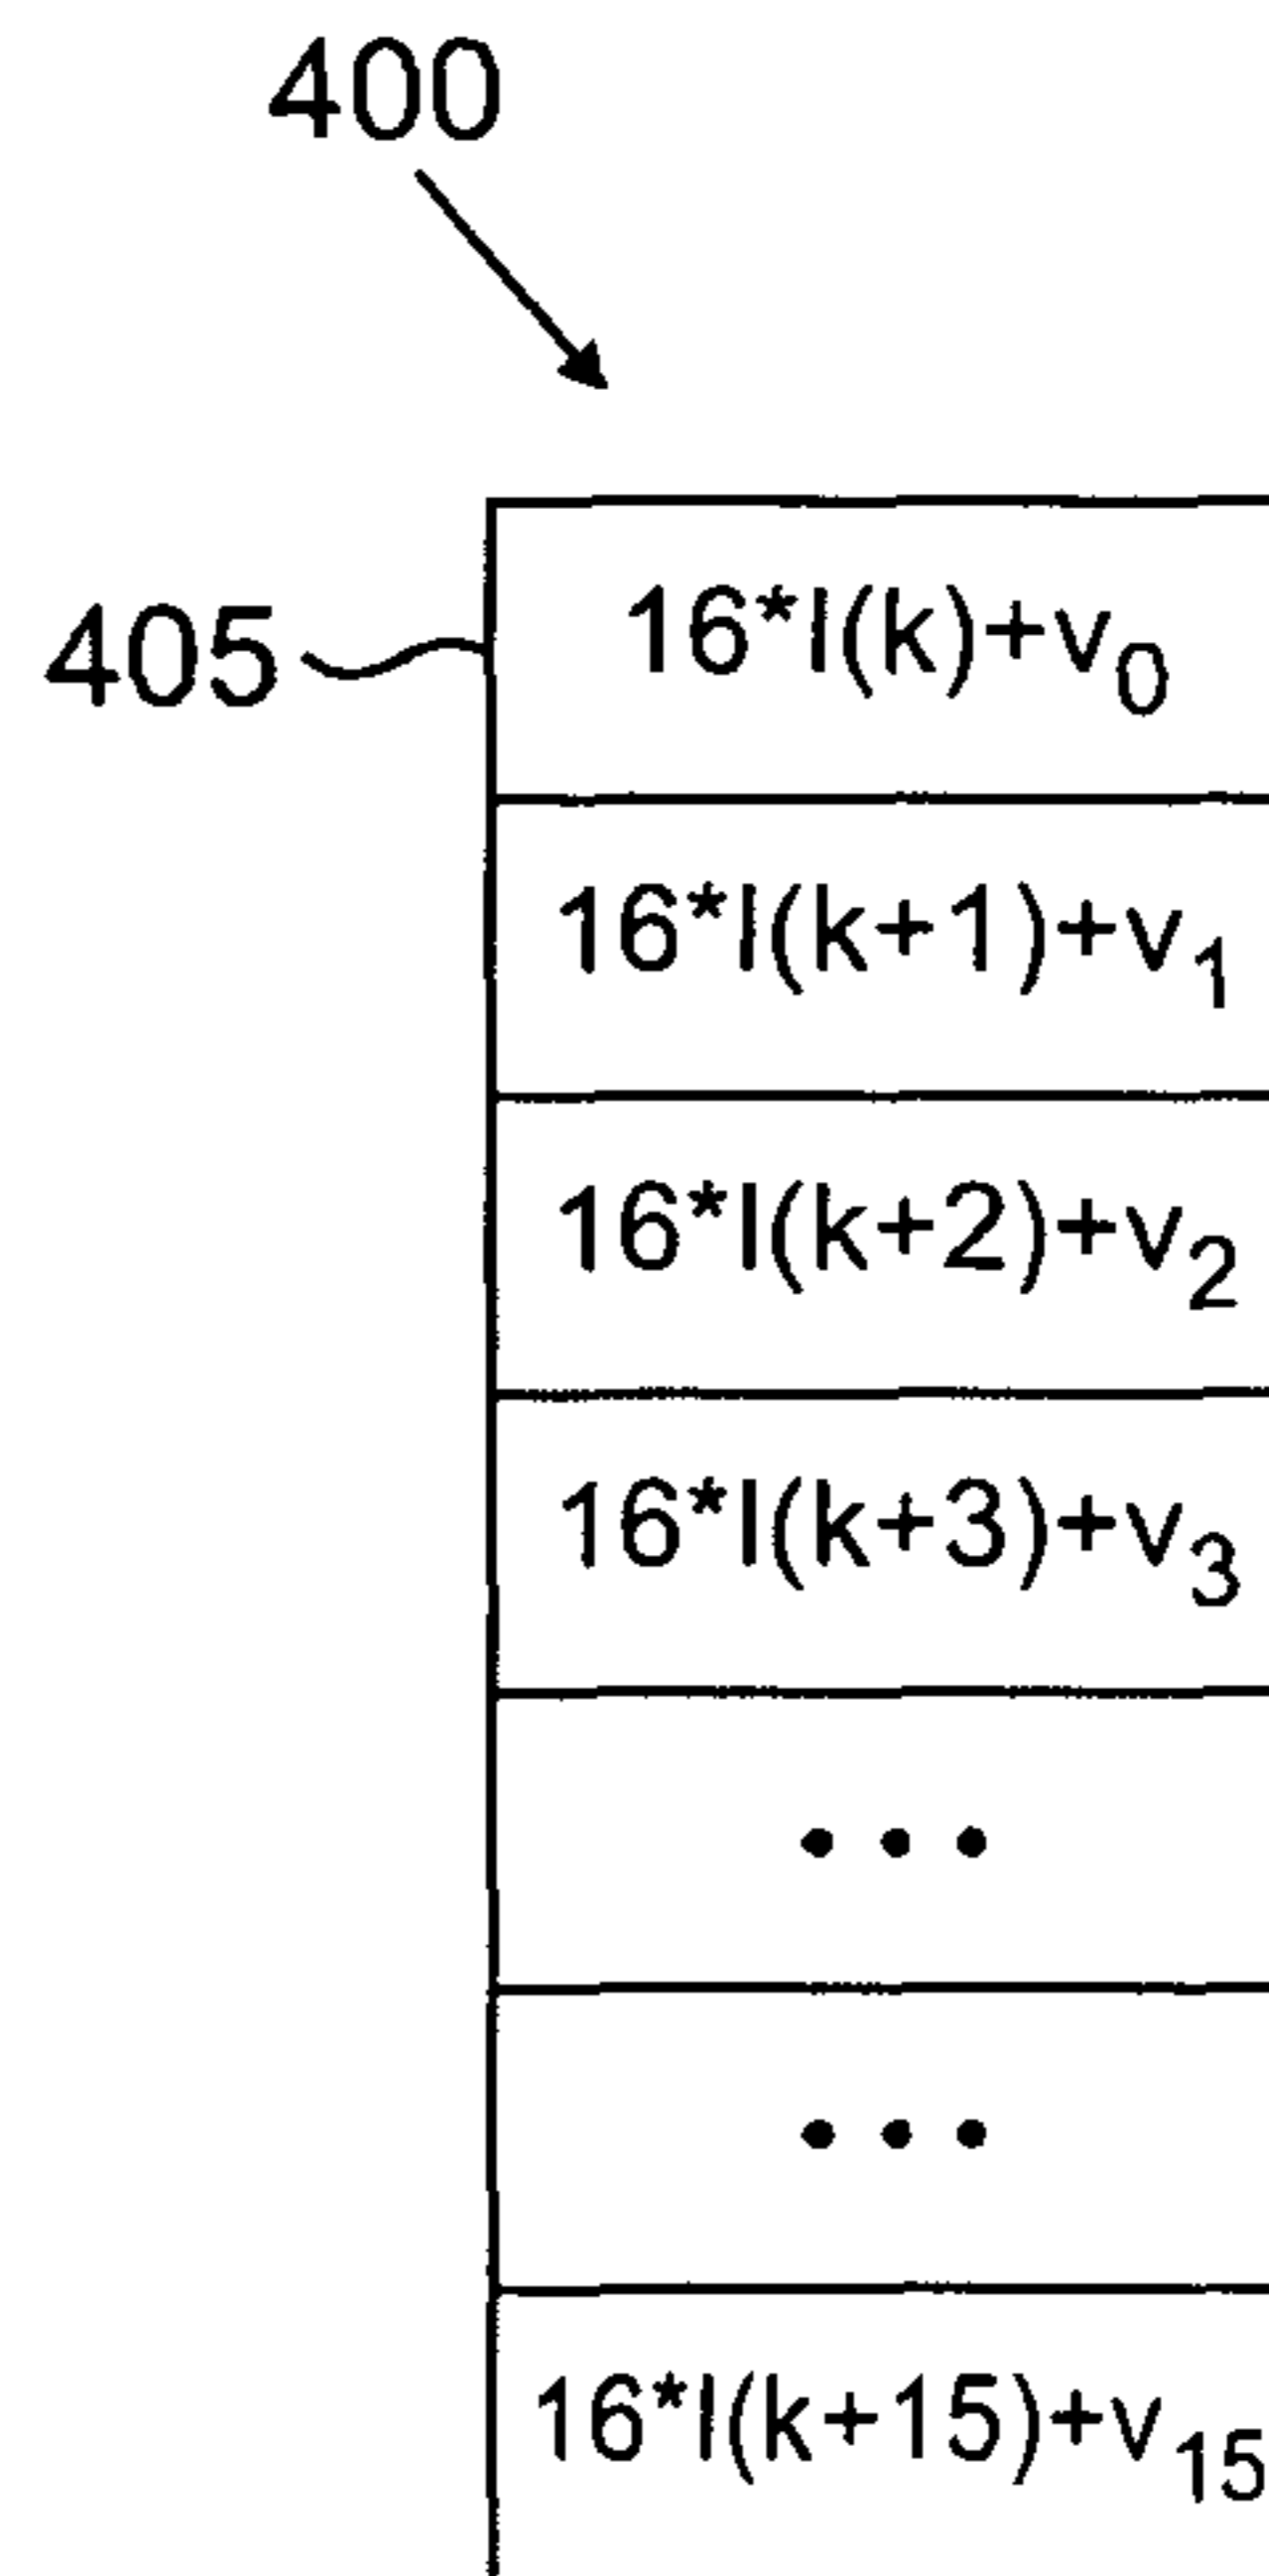 400
405
16*I(k)+v₀
16*I(k+1)+v₁
16*I(k+2)+v₂
16*I(k+3)+v₃
• • •
• • •
16*I(k+15)+v₁₅